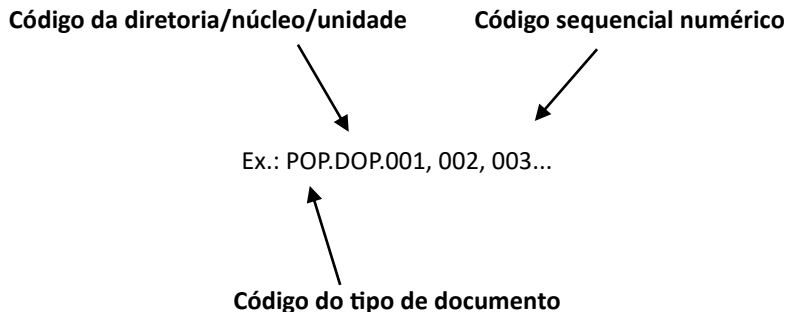 Código da diretoria/núcleo/unidade
Código sequencial numérico
Ex.: POP.DOP.001, 002, 003...
Código do tipo de documento